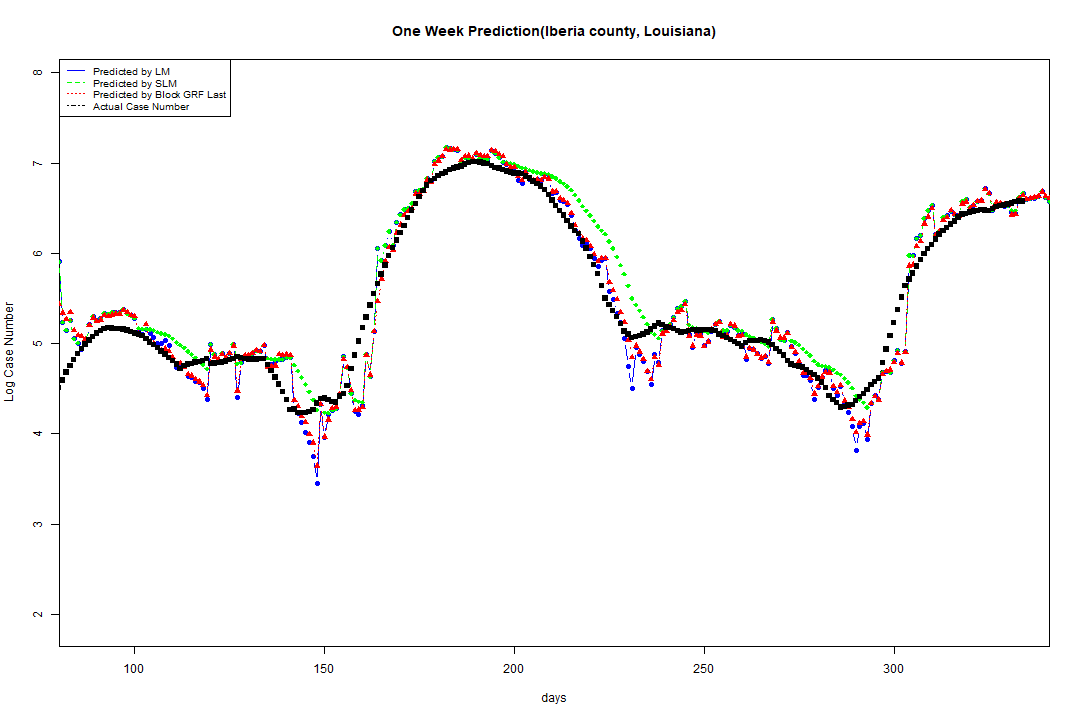 One Week Prediction(Iberia county, Louisiana)
Predicted by LM
Predicted by SLM
Predicted by Block GRF Last
Actual Case Number
8
7
6
5
4
3
2
Log Case Number
100 150 200 250 300
days